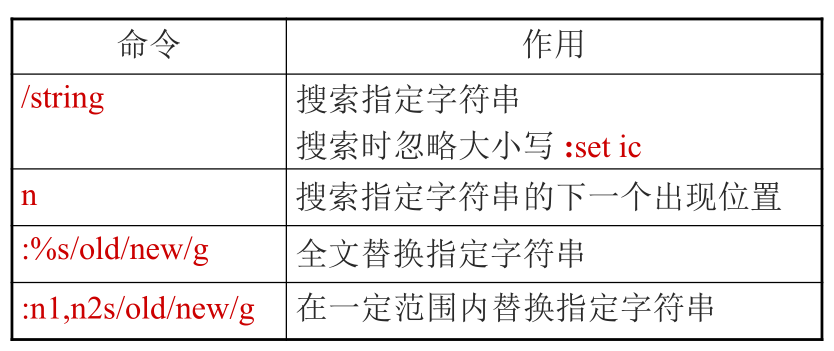 命令 作用
/string 搜索指定字符串
搜索时忽略大小写 :set ic
n 搜索指定字符串的下一个出现位置
:%s/old/new/g 全文替换指定字符串
:n1,n2s/old/new/g 在一定范围内替换指定字符串